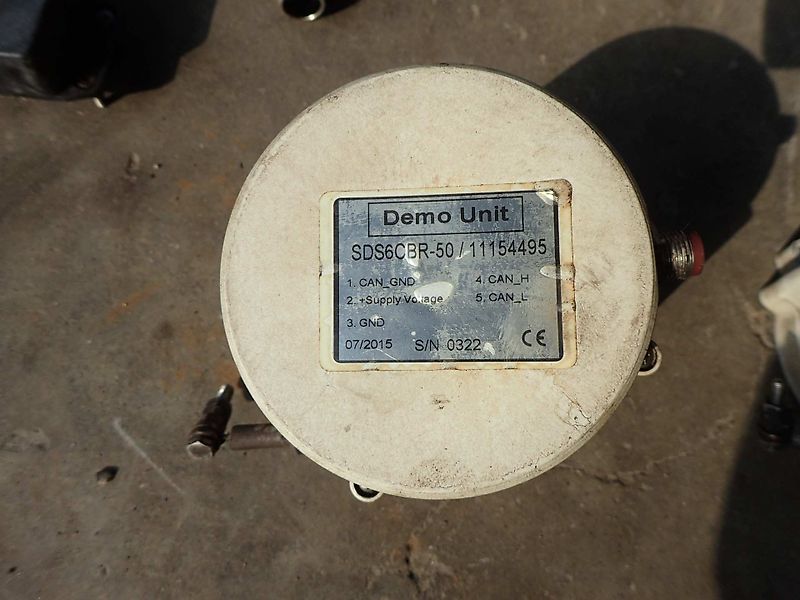 Demo Unit
SDS6CBR-50 / 11154495
1. CAN_GND 4. CAN_H
2. +Supply Voltage 5. CAN_L
3. GND
07/2015 S/N 0322 CE